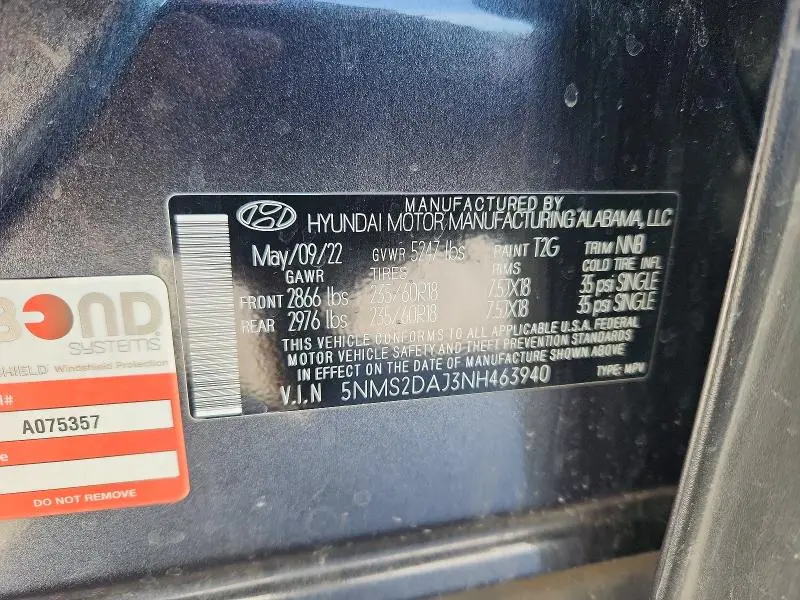 MANUFACTURED BY
HYUNDAI MOTOR MANUFACTURING ALABAMA, LLC
May/09/22 GVWR 5247 lbs PAINT T2G TRIM NNB
GAWR TIRES RIMS COLD TIRE INFL
FRONT 2866 lbs 235/60R18 7.5JX18 35 psi SINGLE
REAR 2976 lbs 235/60R18 7.5JX18 35 psi SINGLE
THIS VEHICLE CONFORMS TO ALL APPLICABLE U.S.A. FEDERAL
MOTOR VEHICLE SAFETY AND THEFT PREVENTION STANDARDS
IN EFFECT ON THE DATE OF MANUFACTURE SHOWN ABOVE
V.I.N 5NMS2DAJ3NH463940 TYPE: MPV
BOND
SYSTEMS
Windshield Protection
#
A075357
DO NOT REMOVE